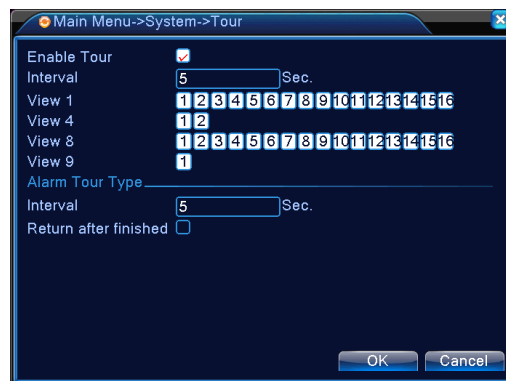 Main Menu->System->Tour
Enable Tour
Interval 5 Sec.
View 1 1 2 3 4 5 6 7 8 9 10 11 12 13 14 15 16
View 4 1 2
View 8 1 2 3 4 5 6 7 8 9 10 11 12 13 14 15 16
View 9 1
Alarm Tour Type
Interval 5 Sec.
Return after finished
OK Cancel